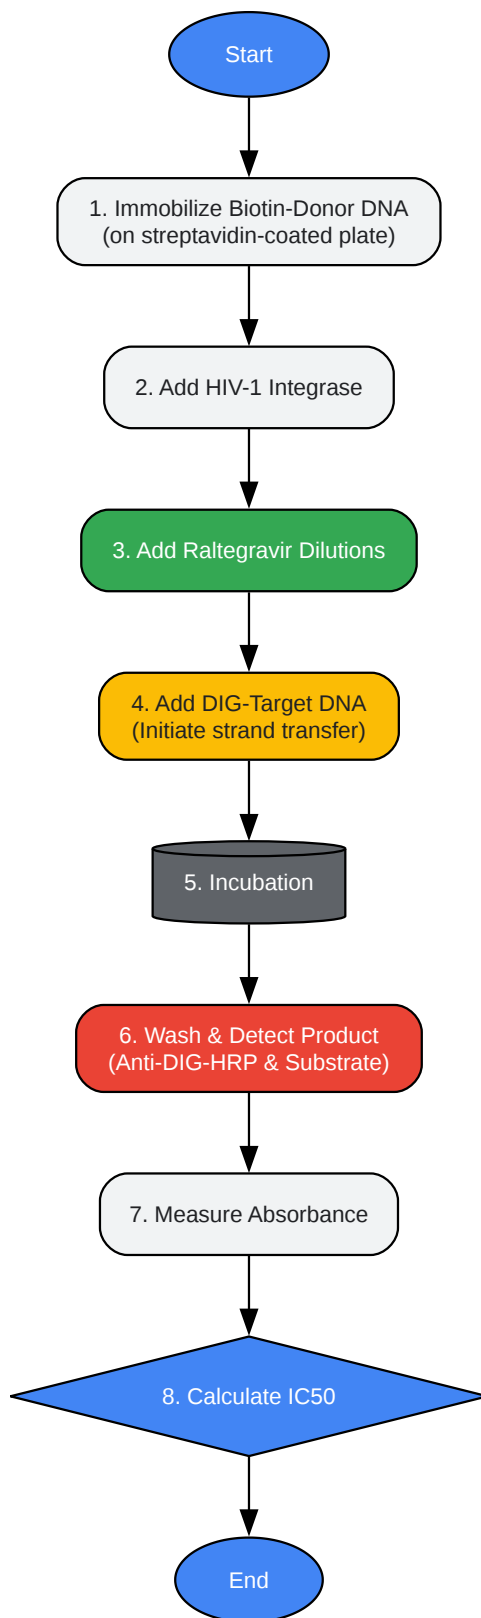 Start
1. Immobilize Biotin-Donor DNA
(on streptavidin-coated plate)
2. Add HIV-1 Integrase
3. Add Raltegravir Dilutions
4. Add DIG-Target DNA
(Initiate strand transfer)
5. Incubation
6. Wash & Detect Product
(Anti-DIG-HRP & Substrate)
7. Measure Absorbance
8. Calculate IC50
End